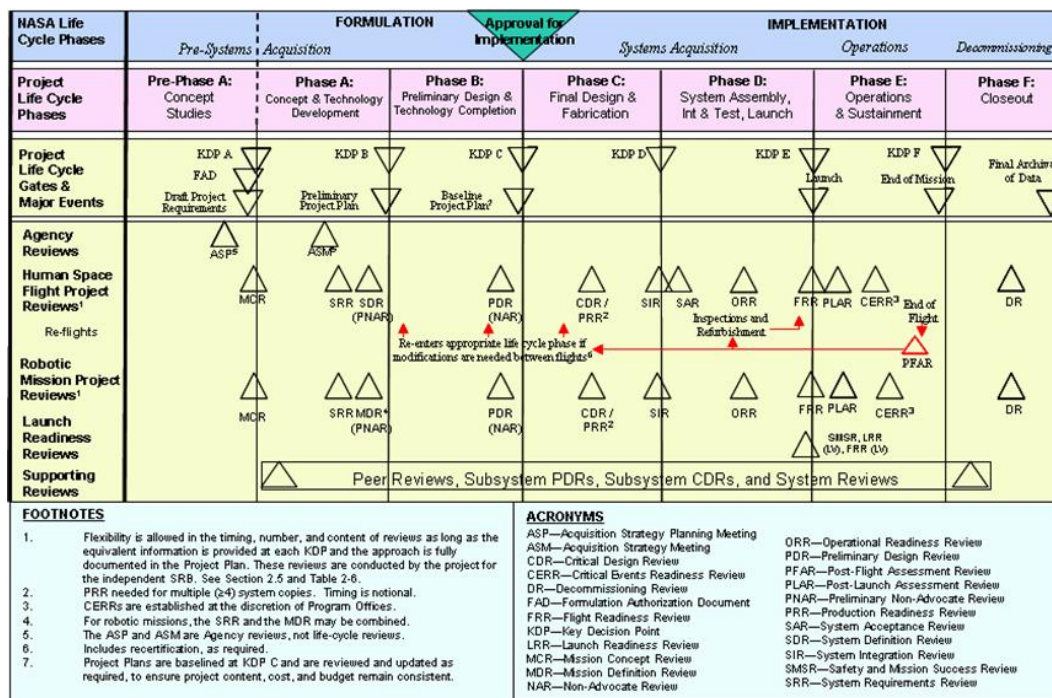 NASA Life
Cycle Phases
FORMULATION
Approval for
Implementation
IMPLEMENTATION
Pre-Systems Acquisition
Systems Acquisition
Operations
Decommissioning
Project
Life Cycle
Phases
Pre-Phase A:
Concept
Studies
Phase A:
Concept & Technology
Development
Phase B:
Preliminary Design &
Technology Completion
Phase C:
Final Design &
Fabrication
Phase D:
System Assembly,
Int & Test, Launch
Phase E:
Operations
& Sustainment
Phase F:
Closeout
Project
Life Cycle
Gates &
Major Events
KDP A
FAD
Draft Project
Requirements
KDP B
Preliminary
Project Plan
KDP C
Baseline
Project Plan7
KDP D
KDP E
Launch
KDP F
End of Mission
Final Archive
of Data
Agency
Reviews
ASP5
ASM5
Human Space
Flight Project
Reviews1
MCR
SRR
SDR
(PNAR)
PDR
(NAR)
CDR /
PRR2
SIR
SAR
ORR
FRR
PLAR
CERR3
End of
Flight
DR
Re-flights
Re-enters appropriate life cycle phase if
modifications are needed between flights6
Inspections and
Refurbishment
PFAR
Robotic
Mission Project
Reviews1
MCR
SRR
MDR4
(PNAR)
PDR
(NAR)
CDR /
PRR2
SIR
ORR
FRR
PLAR
CERR3
DR
Launch
Readiness
Reviews
SMSR, LRR
(LV), FRR (LV)
Supporting
Reviews
Peer Reviews, Subsystem PDRs, Subsystem CDRs, and System Reviews
FOOTNOTES
1. Flexibility is allowed in the timing, number, and content of reviews as long as the
equivalent information is provided at each KDP and the approach is fully
documented in the Project Plan. These reviews are conducted by the project for
the independent SRB. See Section 2.5 and Table 2-6.
2. PRR needed for multiple (≥4) system copies. Timing is notional.
3. CERRs are established at the discretion of Program Offices.
4. For robotic missions, the SRR and the MDR may be combined.
5. The ASP and ASM are Agency reviews, not life-cycle reviews.
6. Includes recertification, as required.
7. Project Plans are baselined at KDP C and are reviewed and updated as
required, to ensure project content, cost, and budget remain consistent.
ACRONYMS
ASP—Acquisition Strategy Planning Meeting
ASM—Acquisition Strategy Meeting
CDR—Critical Design Review
CERR—Critical Events Readiness Review
DR—Decommissioning Review
FAD—Formulation Authorization Document
FRR—Flight Readiness Review
KDP—Key Decision Point
LRR—Launch Readiness Review
MCR—Mission Concept Review
MDR—Mission Definition Review
NAR—Non-Advocate Review
ORR—Operational Readiness Review
PDR—Preliminary Design Review
PFAR—Post-Flight Assessment Review
PLAR—Post-Launch Assessment Review
PNAR—Preliminary Non-Advocate Review
PRR—Production Readiness Review
SAR—System Acceptance Review
SDR—System Definition Review
SIR—System Integration Review
SMSR—Safety and Mission Success Review
SRR—System Requirements Review